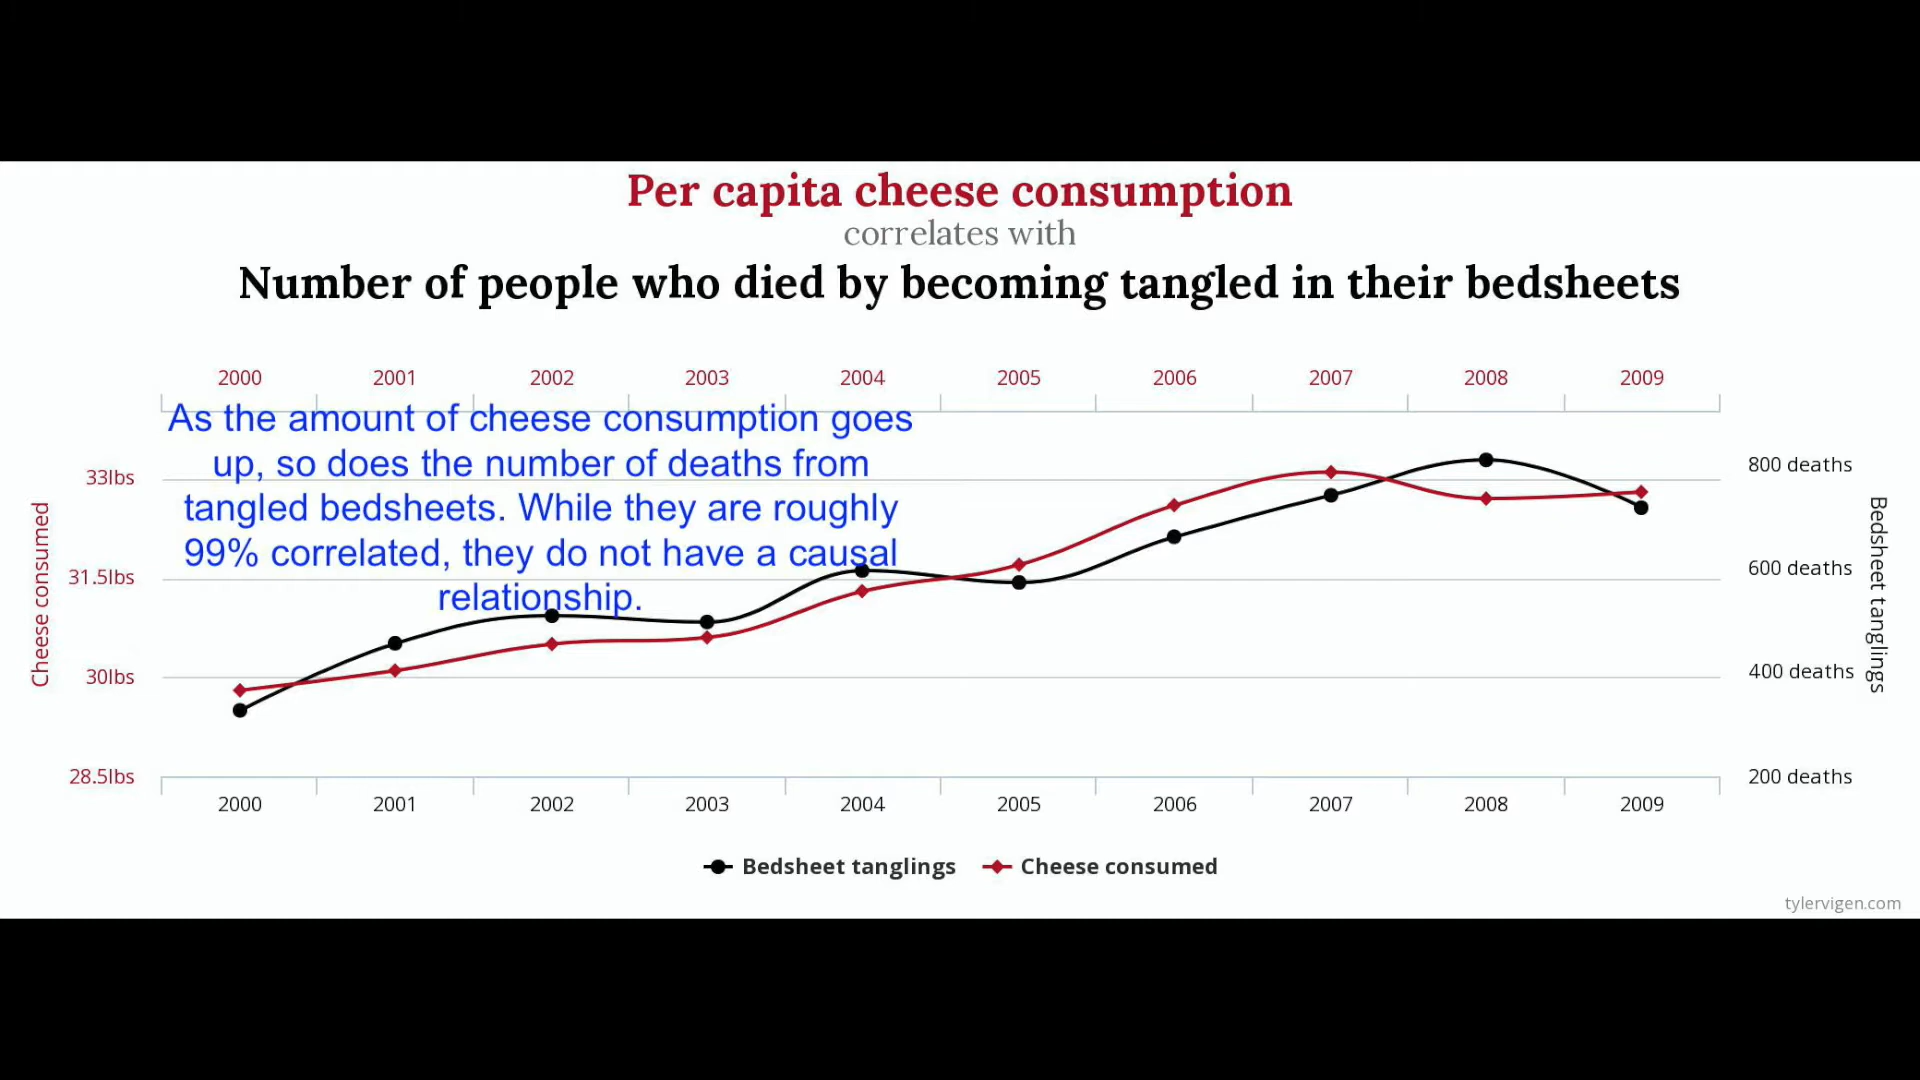 Per capita cheese consumption
correlates with
Number of people who died by becoming tangled in their bedsheets
2000 2001 2002 2003 2004 2005 2006 2007 2008 2009
As the amount of cheese consumption goes
up, so does the number of deaths from
tangled bedsheets. While they are roughly
99% correlated, they do not have a causal
relationship.
Cheese consumed
33lbs
31.5lbs
30lbs
28.5lbs
800 deaths
600 deaths
400 deaths
200 deaths
Bedsheet tanglings
2000 2001 2002 2003 2004 2005 2006 2007 2008 2009
Bedsheet tanglings Cheese consumed
tylervigen.com